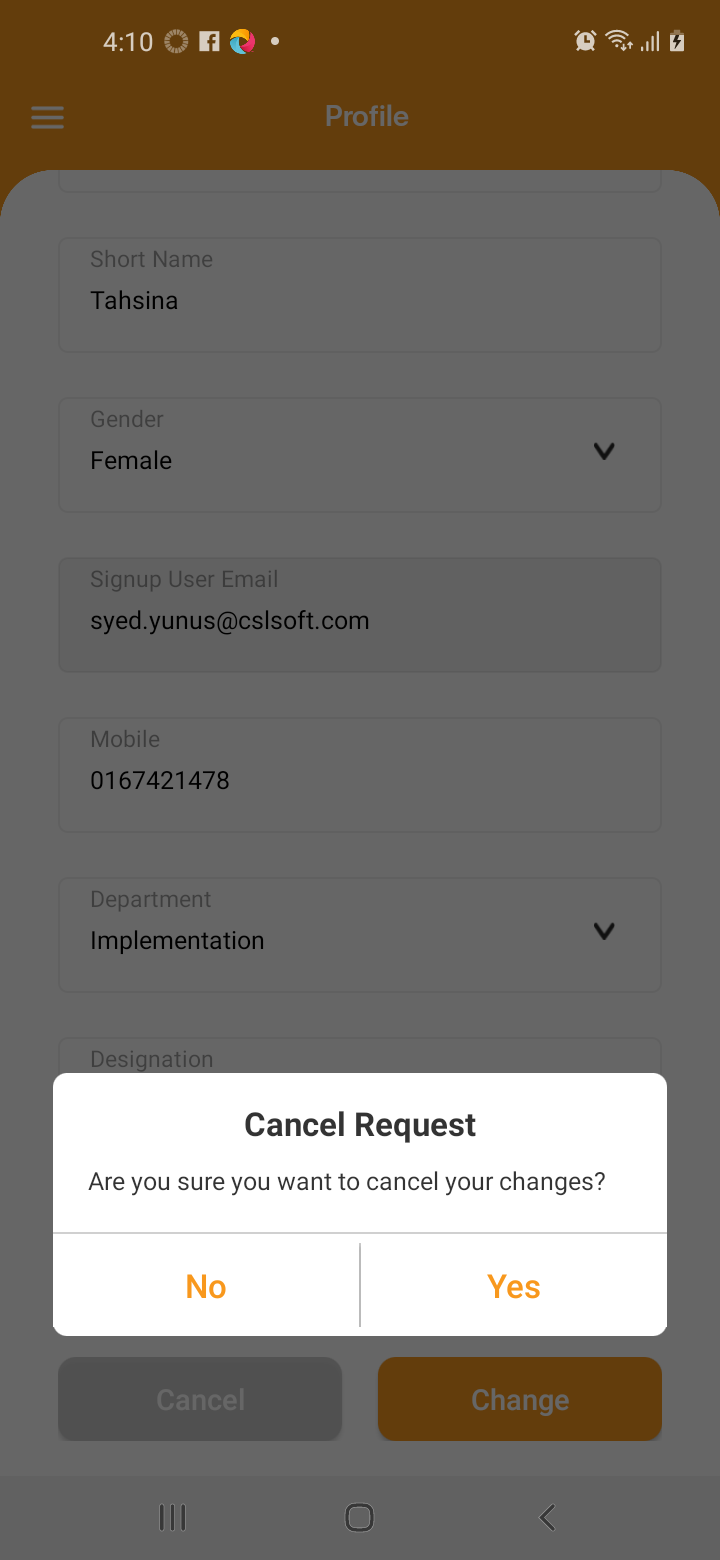 4:10
Profile
Short Name
Tahsina
Gender
Female
Signup User Email
syed.yunus@cslsoft.com
Mobile
0167421478
Department
Implementation
Designation
Cancel Request
Are you sure you want to cancel your changes?
No
Yes
Cancel
Change